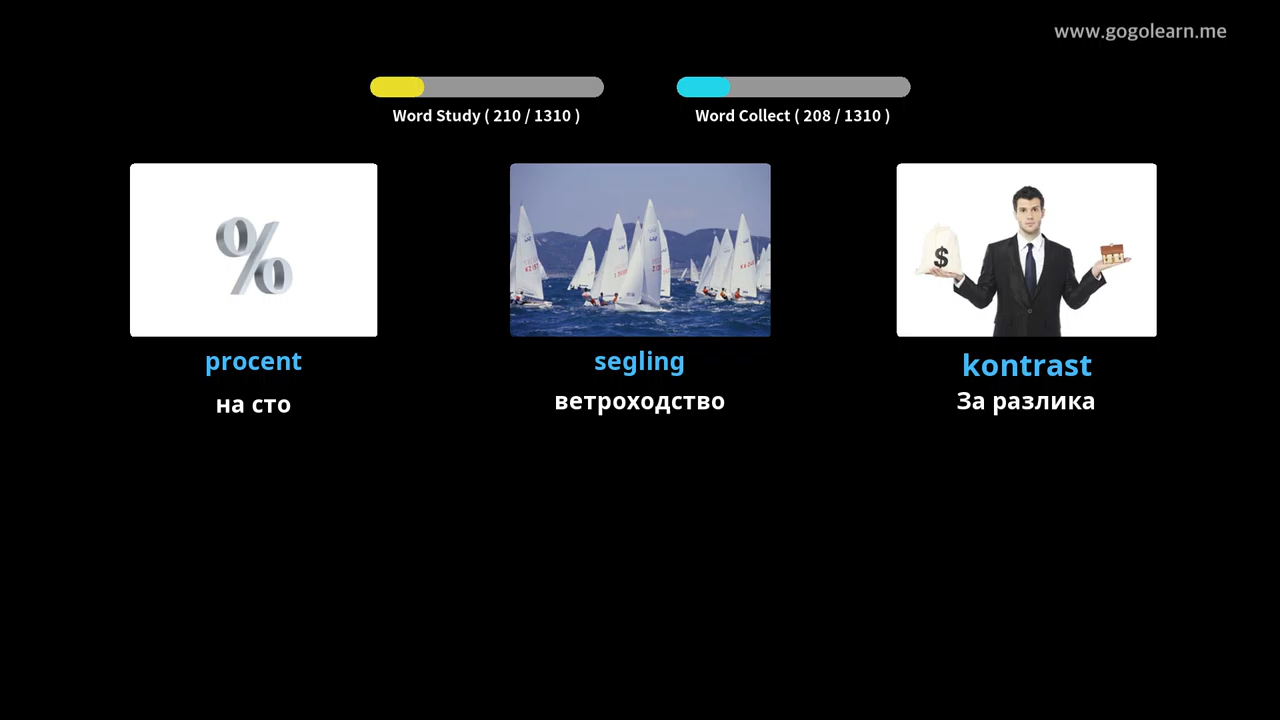 www.gogolearn.me
Word Study ( 210 / 1310 )
Word Collect ( 208 / 1310 )
%
$
procent
segling
kontrast
на сто
ветроходство
За разлика